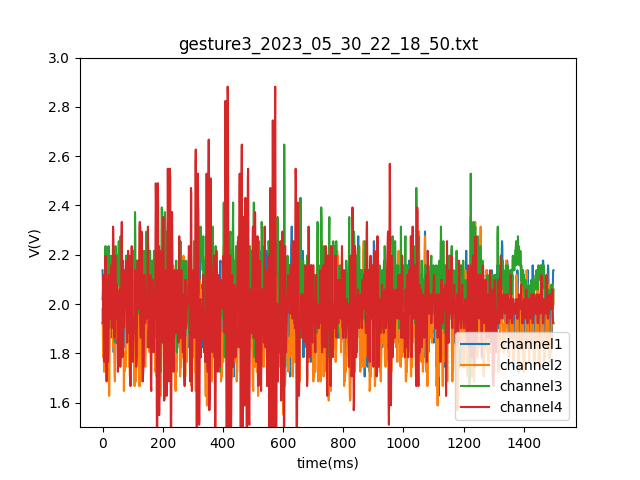 gesture3_2023_05_30_22_18_50.txt
3.0
2.8
2.6
2.4
2.2
2.0
1.8
1.6
V(V)
0 200 400 600 800 1000 1200 1400
time(ms)
channel1
channel2
channel3
channel4